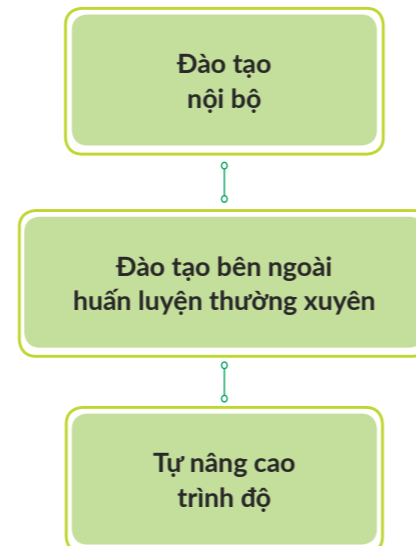 Đào tạo
nội bộ
Đào tạo bên ngoài
huấn luyện thường xuyên
Tự nâng cao
trình độ